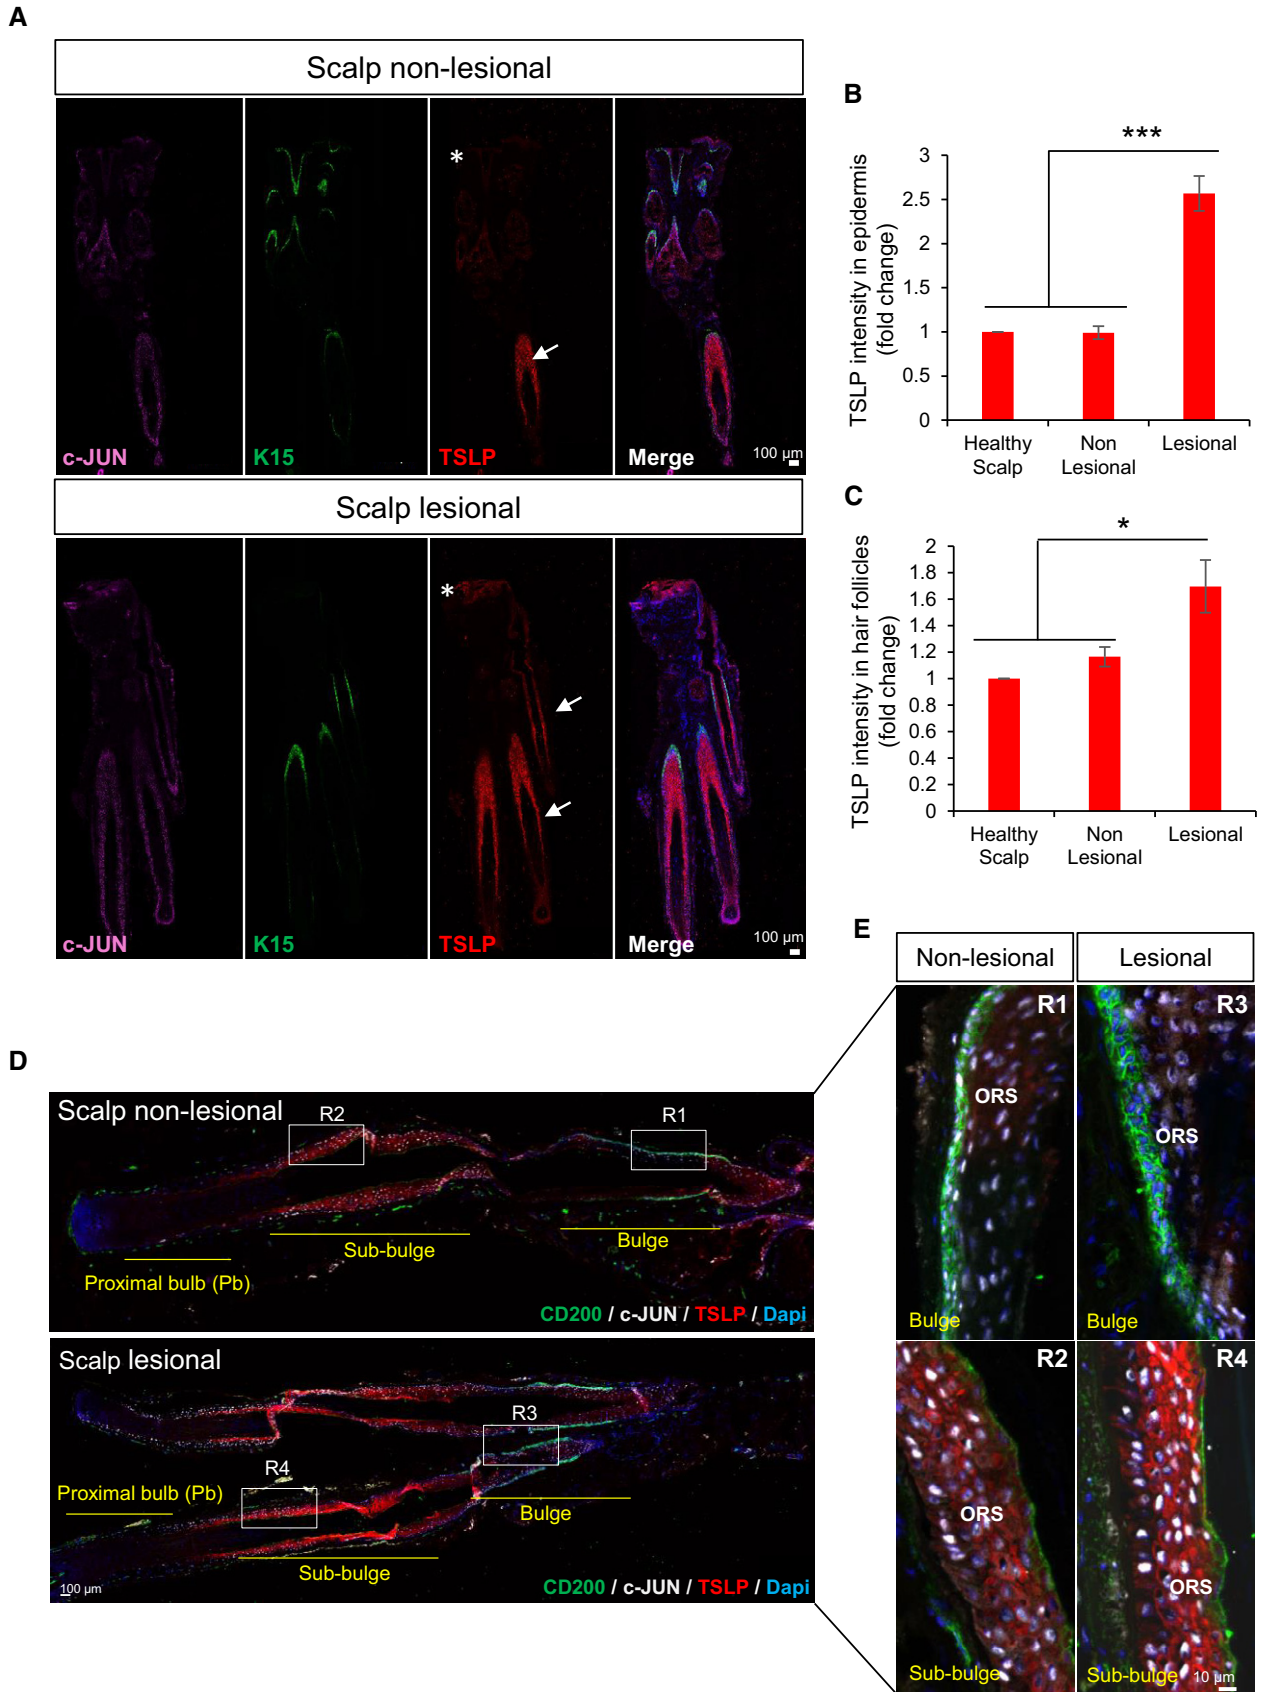 A
Scalp non-lesional
*
c-JUN
K15
TSLP
Merge
100 µm
Scalp lesional
*
c-JUN
K15
TSLP
Merge
100 µm
B
***
TSLP intensity in epidermis
(fold change)
3
2.5
2
1.5
1
0.5
0
Healthy
Scalp
Non
Lesional
Lesional
C
*
TSLP intensity in hair follicles
(fold change)
2
1.8
1.6
1.4
1.2
1
0.8
0.6
0.4
0.2
0
Healthy
Scalp
Non
Lesional
Lesional
D
Scalp non-lesional
R2
R1
Sub-bulge
Bulge
Proximal bulb (Pb)
CD200 / c-JUN / TSLP / Dapi
Scalp lesional
R3
R4
Proximal bulb (Pb)
Bulge
Sub-bulge
100 µm
CD200 / c-JUN / TSLP / Dapi
E
Non-lesional
Lesional
R1
ORS
Bulge
R3
ORS
Bulge
R2
ORS
Sub-bulge
R4
ORS
Sub-bulge
10 µm